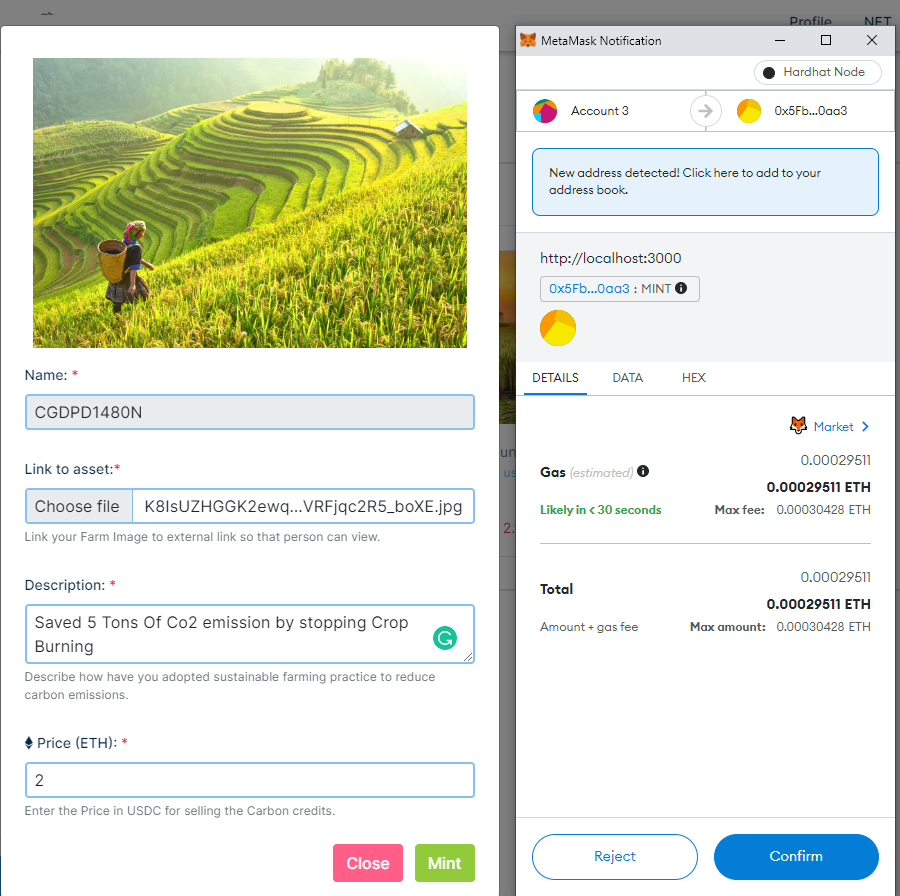 Profile
NFT
Name: *
CGDPD1480N
Link to asset:*
Choose file K8IsUZHGGK2ewq...VRFjqc2R5_boXE.jpg
Link your Farm Image to external link so that person can view.
Description: *
Saved 5 Tons Of Co2 emission by stopping Crop
Burning
Describe how have you adopted sustainable farming practice to reduce
carbon emissions.
Price (ETH): *
2
Enter the Price in USDC for selling the Carbon credits.
Close Mint
MetaMask Notification
Hardhat Node
Account 3
0x5Fb...0aa3
New address detected! Click here to add to your
address book.
http://localhost:3000
0x5Fb...0aa3 : MINT
DETAILS DATA HEX
Market
0.00029511
Gas (estimated)
0.00029511 ETH
Likely in < 30 seconds Max fee: 0.00030428 ETH
0.00029511
Total
0.00029511 ETH
Amount + gas fee Max amount: 0.00030428 ETH
Reject Confirm